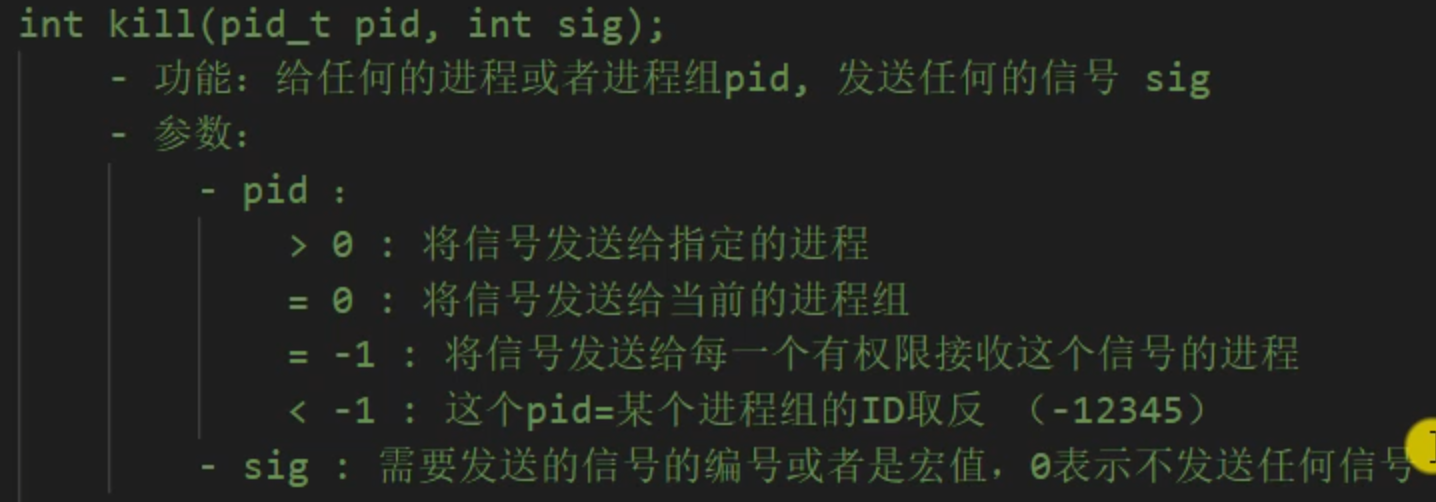 int kill(pid_t pid, int sig);
- 功能：给任何的进程或者进程组pid, 发送任何的信号 sig
- 参数：
- pid ：
> 0 : 将信号发送给指定的进程
= 0 : 将信号发送给当前的进程组
= -1 : 将信号发送给每一个有权限接收这个信号的进程
< -1 : 这个pid=某个进程组的ID取反 （-12345）
- sig : 需要发送的信号的编号或者是宏值，0表示不发送任何信号